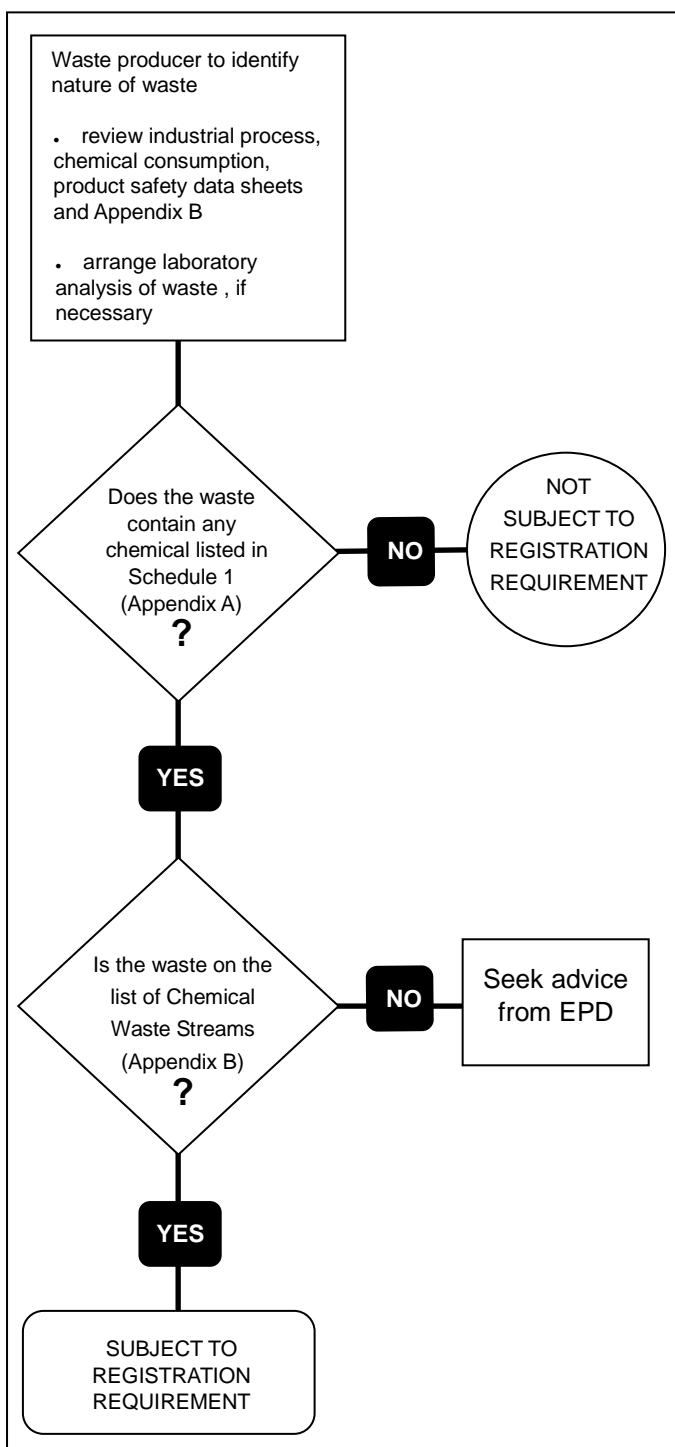 Waste producer to identify
nature of waste
. review industrial process,
chemical consumption,
product safety data sheets
and Appendix B
. arrange laboratory
analysis of waste , if
necessary
Does the waste
contain any
chemical listed in
Schedule 1
(Appendix A)
?
NO
NOT
SUBJECT TO
REGISTRATION
REQUIREMENT
YES
Is the waste on the
list of Chemical
Waste Streams
(Appendix B)
?
NO
Seek advice
from EPD
YES
SUBJECT TO
REGISTRATION
REQUIREMENT